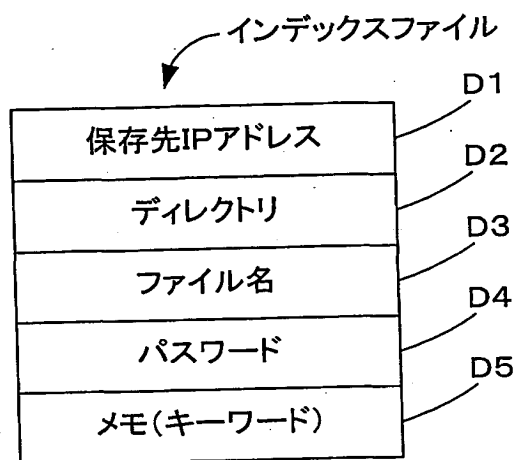 インデックスファイル
保存先IPアドレス D1
ディレクトリ D2
ファイル名 D3
パスワード D4
メモ(キーワード) D5